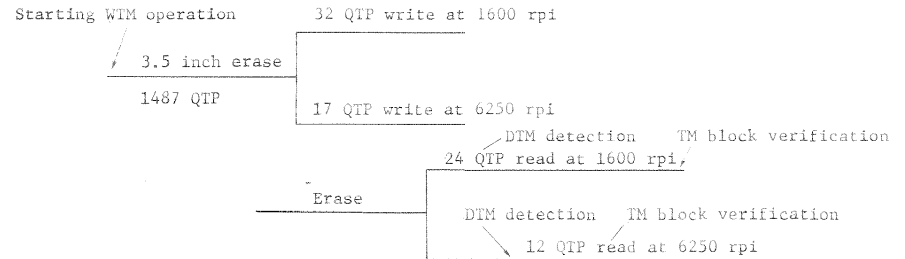 Starting WTM operation
32 QTP write at 1600 rpi
3.5 inch erase
1487 QTP
17 QTP write at 6250 rpi
DTM detection TM block verification
24 QTP read at 1600 rpi
Erase
DTM detection TM block verification
12 QTP read at 6250 rpi